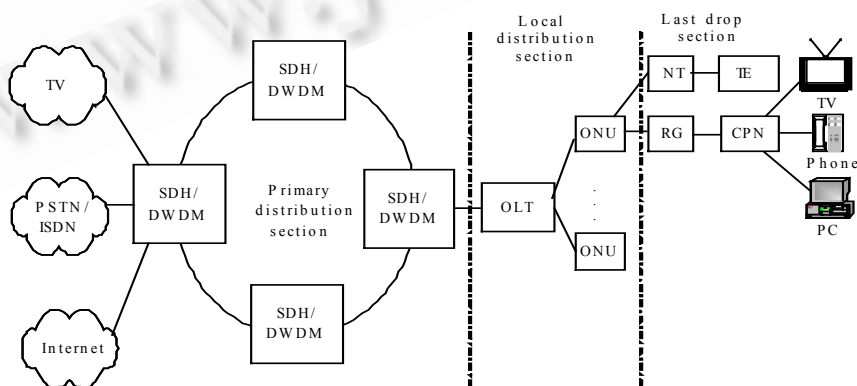 TV
PSTN/
ISDN
Internet
SDH/
DWDM
SDH/
DWDM
Primary
distribution
section
SDH/
DWDM
SDH/
DWDM
Local
distribution
section
OLT
ONU
.
.
.
ONU
Last drop
section
NT
TE
RG
CPN
TV
Phone
PC